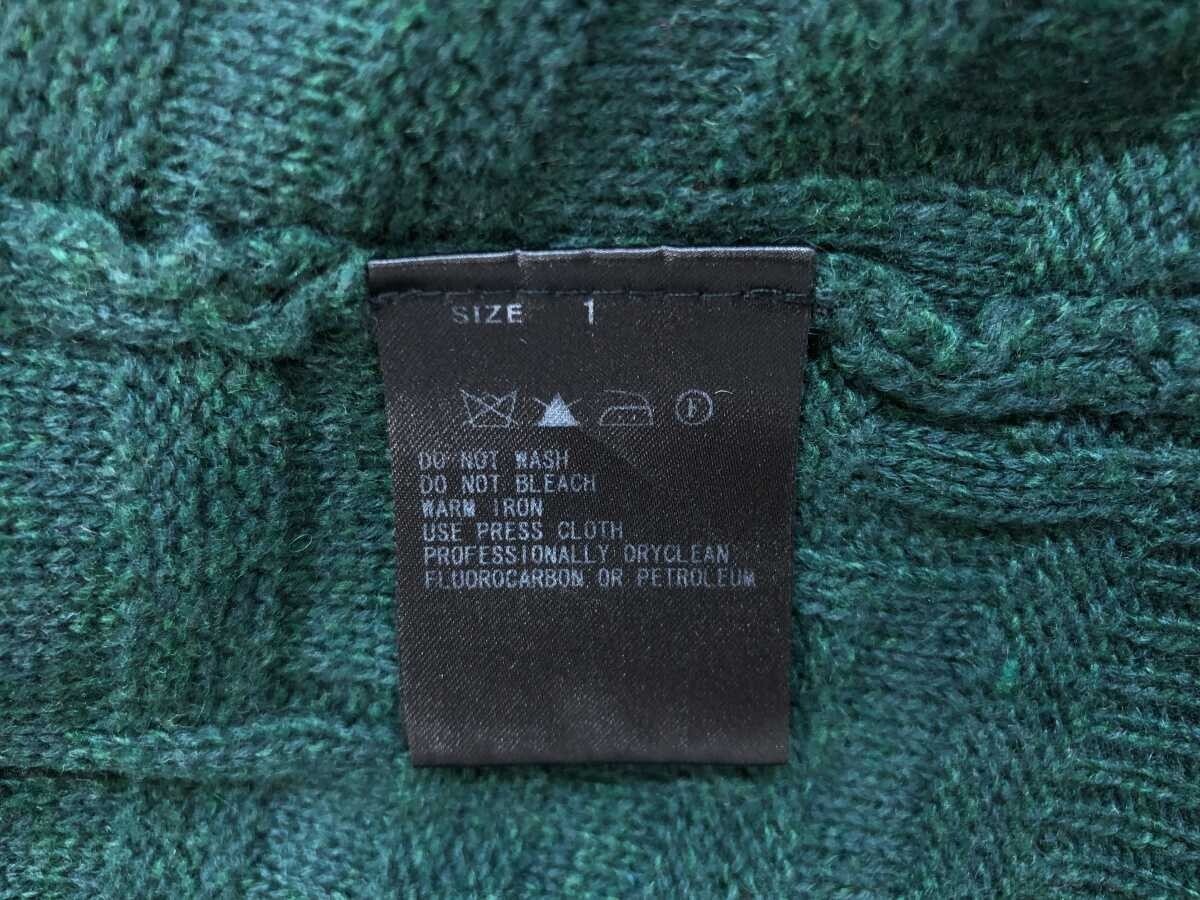 SIZE 1
F
DO NOT WASH
DO NOT BLEACH
WARM IRON
USE PRESS CLOTH
PROFESSIONALLY DRYCLEAN
FLUOROCARBON OR PETROLEUM